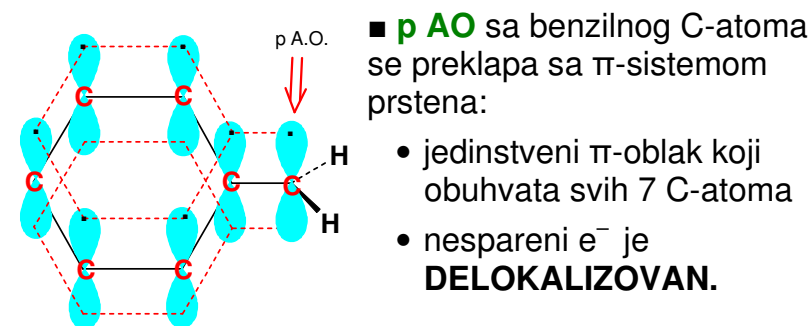 p A.O.
C
C
C
C
C
C
C
H
H
■ p AO sa benzilnog C-atoma
se preklapa sa π-sistemom
prstena:
• jedinstveni π-oblak koji
obuhvata svih 7 C-atoma
• nespareni e⁻ je
DELOKALIZOVAN.